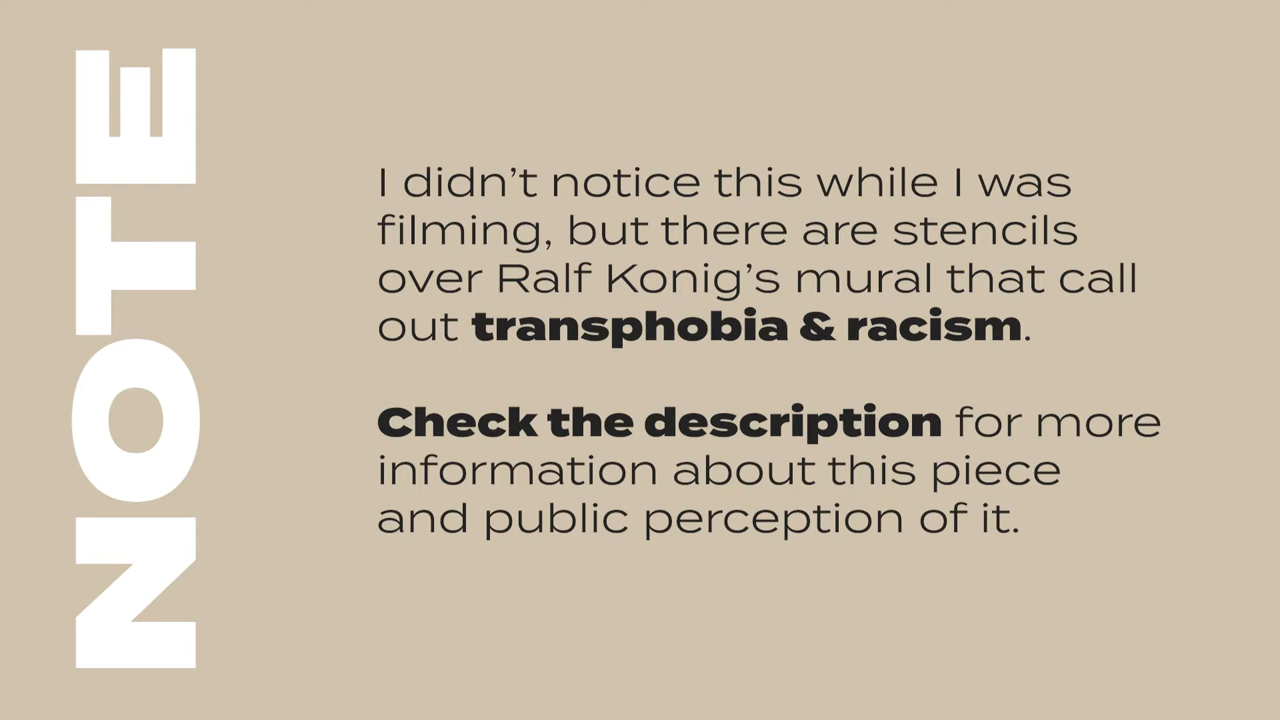 NOTE
I didn’t notice this while I was
filming, but there are stencils
over Ralf Konig’s mural that call
out transphobia & racism.
Check the description for more
information about this piece
and public perception of it.